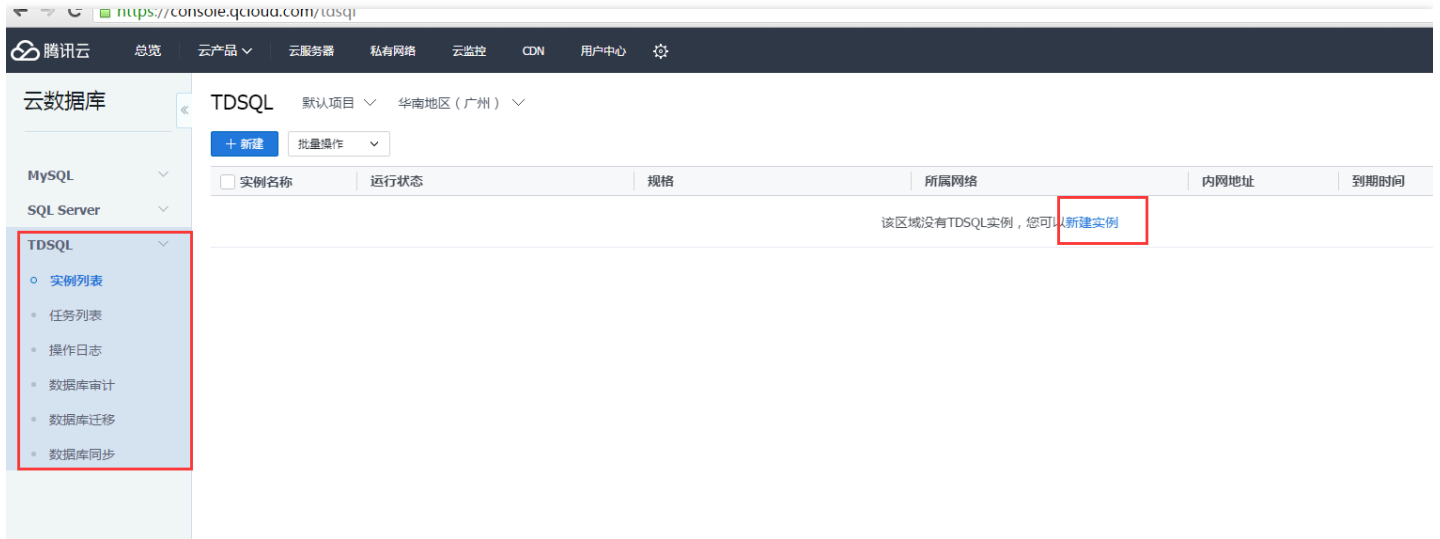 https://console.qcloud.com/tdsql
腾讯云 总览 云产品 云服务器 私有网络 云监控 CDN 用户中心
云数据库
TDSQL 默认项目 华南地区（广州）
+ 新建 批量操作
MySQL
SQL Server
TDSQL
实例列表
任务列表
操作日志
数据库审计
数据库迁移
数据库同步
实例名称 运行状态 规格 所属网络 内网地址 到期时间
该区域没有TDSQL实例，您可以新建实例